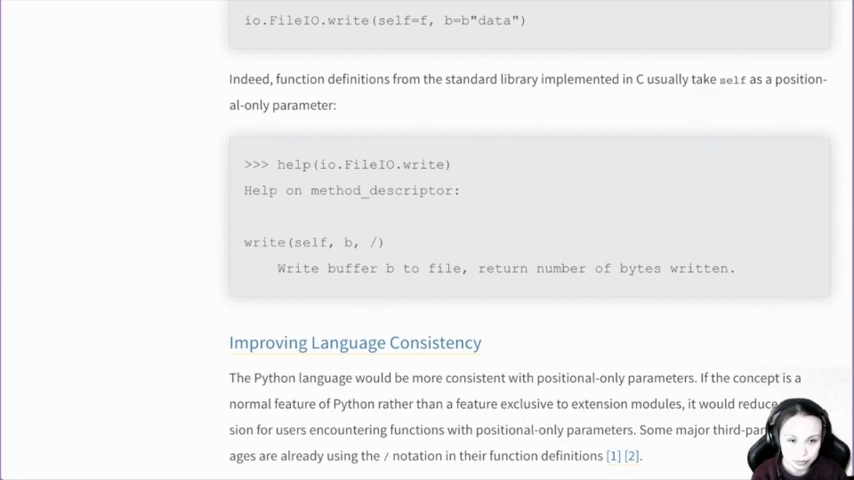 io.FileIO.write(self=f, b=b"data")
Indeed, function definitions from the standard library implemented in C usually take self as a position-
al-only parameter:
>>> help(io.FileIO.write)
Help on method_descriptor:
write(self, b, /)
Write buffer b to file, return number of bytes written.
Improving Language Consistency
The Python language would be more consistent with positional-only parameters. If the concept is a
normal feature of Python rather than a feature exclusive to extension modules, it would reduce
sion for users encountering functions with positional-only parameters. Some major third-par
ages are already using the / notation in their function definitions [1] [2].